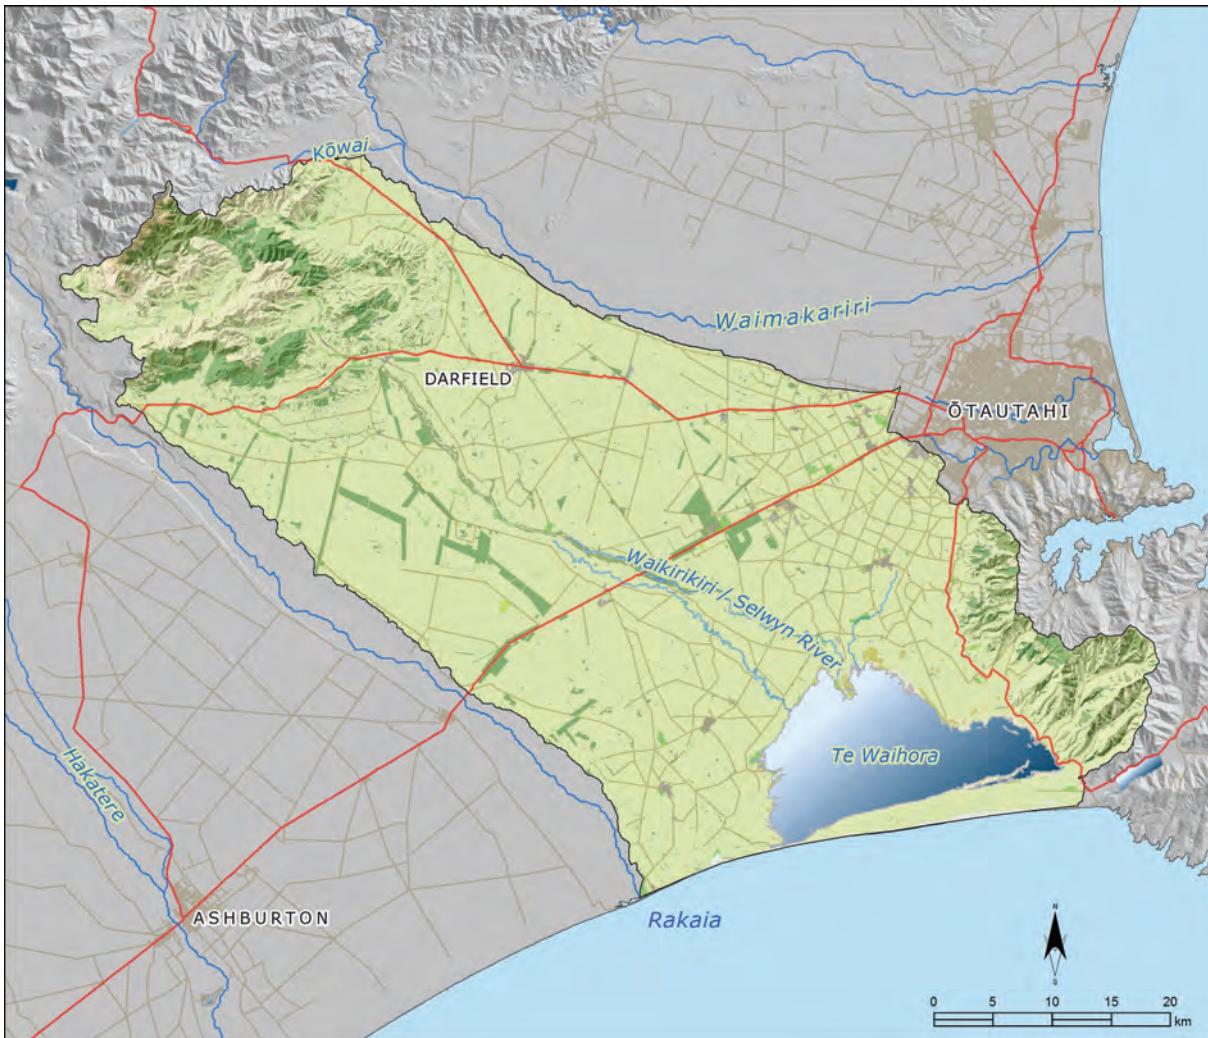 Kōwai
Waimakariri
DARFIELD
ŌTAUTAHI
Waikirikiri / Selwyn River
Te Waihora
Hakatere
ASHBURTON
Rakaia
N
S
0 5 10 15 20
km